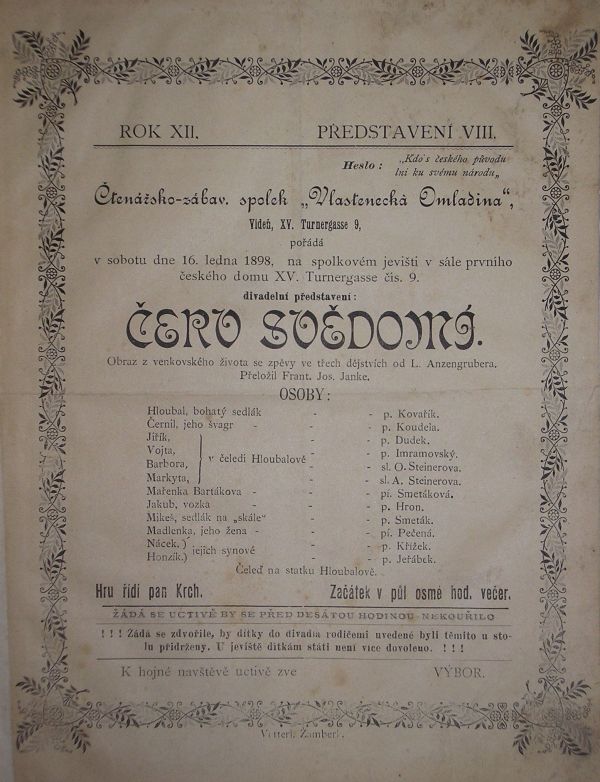 ROK XII. PŘEDSTAVENÍ VIII.
Heslo: „Kdo's českého původu
lni ku svému národu„
Čtenářsko-zábav. spolek „Vlastenecká Omladina“,
Vídeň, XV. Turnergasse 9,
pořádá
v sobotu dne 16. ledna 1898, na spolkovém jevišti v sále prvního
českého domu XV. Turnergasse čís. 9.
divadelní představení:
ČERV SVĚDOMÍ.
Obraz z venkovského života se zpěvy ve třech dějstvích od L. Anzengrubera.
Přeložil Frant. Jos. Janke.
OSOBY:
Hloubal, bohatý sedlák - - p. Kovařík.
Černil, jeho švagr - - - p. Koudela.
Jiřík, - p. Dudek.
Vojta, - p. Imramovský.
v čeledi Hloubalově -
Barbora, - sl. O. Steinerova.
Markyta, - sl. A. Steinerova.
Mařenka Bartákova - - - pí. Smetáková.
Jakub, vozka - - - p. Hron.
Mikeš, sedlák na „skále“ - - p. Smeták.
Madlenka, jeho žena - - - pí. Pečená.
Nácek,) - p. Křížek.
jejich synové
Honzík.) - p. Jeřábek.
Čeleď na statku Hloubalově.
Hru řídí pan Krch. Začátek v půl osmé hod. večer.
ŽÁDÁ SE UCTIVĚ BY SE PŘED DESÁTOU HODINOU NEKOUŘILO
!!! Žádá se zdvořile, by dítky do divadla rodičemi uvedené byli těmito u sto-
lu přidrženy. U jeviště dítkám státi není více dovoleno. !!!
K hojné návštěvě uctivě zve VÝBOR.
Žamberk.